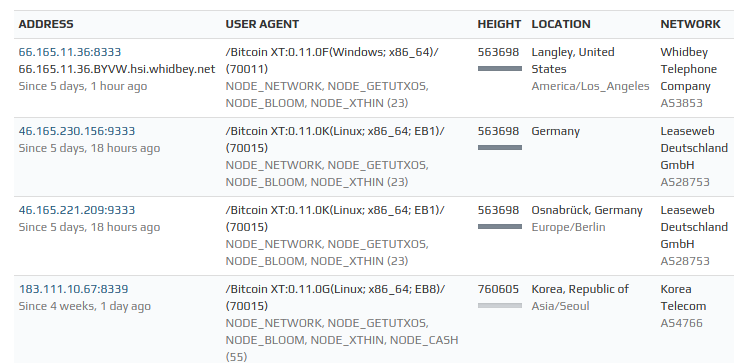 ADDRESS USER AGENT HEIGHT LOCATION NETWORK
66.165.11.36:8333 /Bitcoin XT:0.11.0F(Windows; x86_64)/ 563698 Langley, United Whidbey
66.165.11.36.BYVW.hsi.whidbey.net (70011) States Telephone
Since 5 days, 1 hour ago NODE_NETWORK, NODE_GETUTXOS, America/Los_Angeles Company
NODE_BLOOM, NODE_XTHIN (23) AS3853
46.165.230.156:9333 /Bitcoin XT:0.11.0K(Linux; x86_64; EB1)/ 563698 Germany Leaseweb
Since 5 days, 18 hours ago (70015) Deutschland
NODE_NETWORK, NODE_GETUTXOS, GmbH
NODE_BLOOM, NODE_XTHIN (23) AS28753
46.165.221.209:9333 /Bitcoin XT:0.11.0K(Linux; x86_64; EB1)/ 563698 Osnabrück, Germany Leaseweb
Since 5 days, 18 hours ago (70015) Europe/Berlin Deutschland
NODE_NETWORK, NODE_GETUTXOS, GmbH
NODE_BLOOM, NODE_XTHIN (23) AS28753
183.111.10.67:8339 /Bitcoin XT:0.11.0G(Linux; x86_64; EB8)/ 760605 Korea, Republic of Korea
Since 4 weeks, 1 day ago (70015) Asia/Seoul Telecom
NODE_NETWORK, NODE_GETUTXOS, AS4766
NODE_BLOOM, NODE_XTHIN, NODE_CASH
(55)